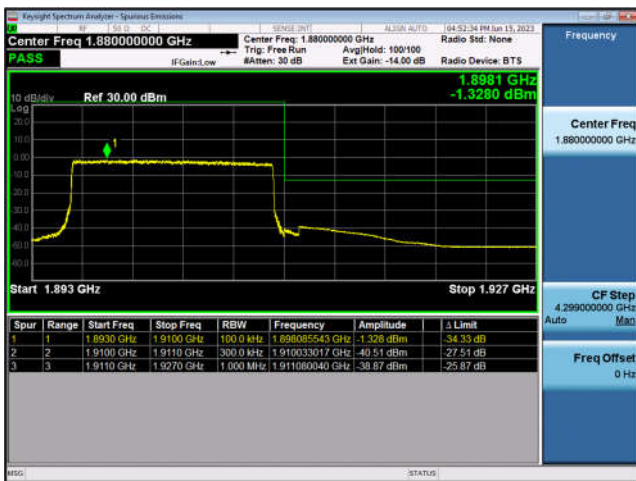 Keysight Spectrum Analyzer - Spurious Emissions
RF 50 Ω DC SENSE:INT ALIGN AUTO 04:52:34 PM Jun 15, 2023
Center Freq 1.880000000 GHz
Center Freq: 1.880000000 GHz
Radio Std: None
Trig: Free Run
Avg|Hold: 100/100
PASS
IFGain:Low
#Atten: 30 dB
Ext Gain: -14.00 dB
Radio Device: BTS
Frequency
1.8981 GHz
-1.3280 dBm
10 dB/div
Ref 30.00 dBm
Log
20.0
10.0
0.00
-10.0
-20.0
-30.0
-40.0
-50.0
-60.0
1
Start 1.893 GHz
Stop 1.927 GHz
Center Freq
1.880000000 GHz
CF Step
4.299000000 GHz
Auto Man
Freq Offset
0 Hz
Spur Range Start Freq Stop Freq RBW Frequency Amplitude Δ Limit
1 1 1.8930 GHz 1.9100 GHz 100.0 kHz 1.898085543 GHz -1.328 dBm -34.33 dB
2 2 1.9100 GHz 1.9110 GHz 300.0 kHz 1.910033017 GHz -40.51 dBm -27.51 dB
3 3 1.9110 GHz 1.9270 GHz 1.000 MHz 1.911080040 GHz -38.87 dBm -25.87 dB
MSG
STATUS